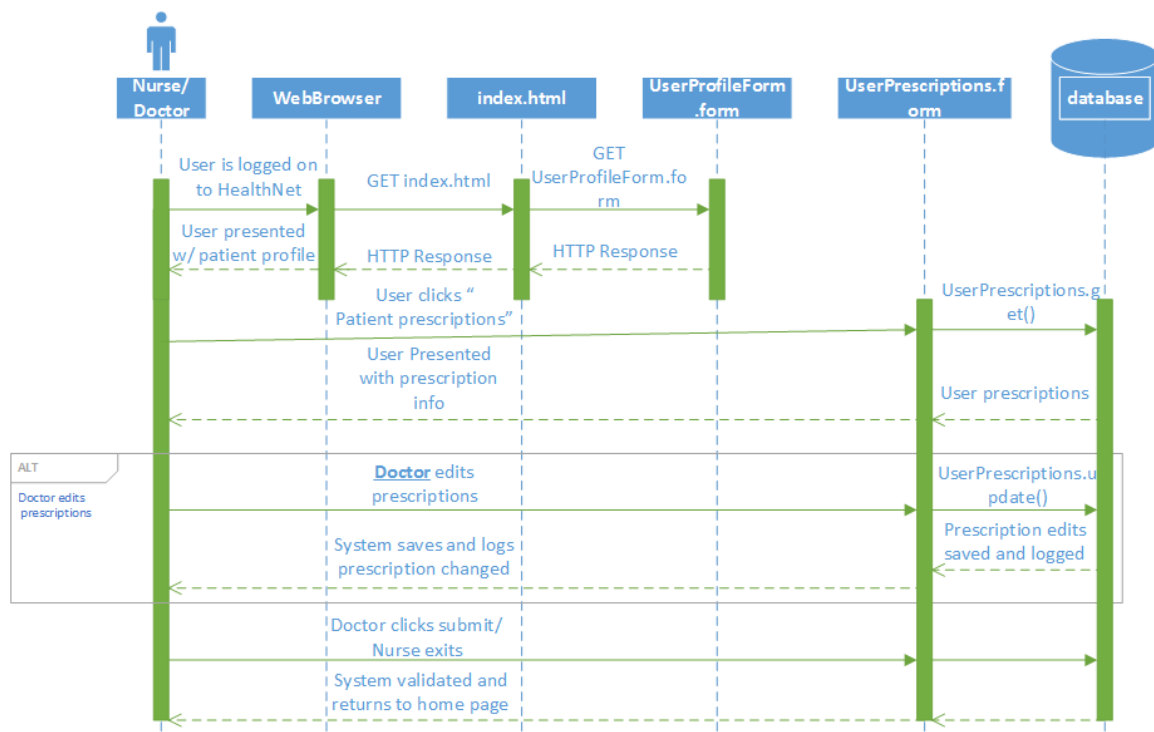 Nurse/
Doctor
WebBrowser
index.html
UserProfileForm
.form
UserPrescriptions.f
orm
database
User is logged on
to HealthNet
GET index.html
GET
UserProfileForm.fo
rm
User presented
w/ patient profile
HTTP Response
HTTP Response
User clicks “
Patient prescriptions”
UserPrescriptions.g
et()
User Presented
with prescription
info
User prescriptions
ALT
Doctor edits
prescriptions
Doctor edits
prescriptions
UserPrescriptions.u
pdate()
System saves and logs
prescription changed
Prescription edits
saved and logged
Doctor clicks submit/
Nurse exits
System validated and
returns to home page